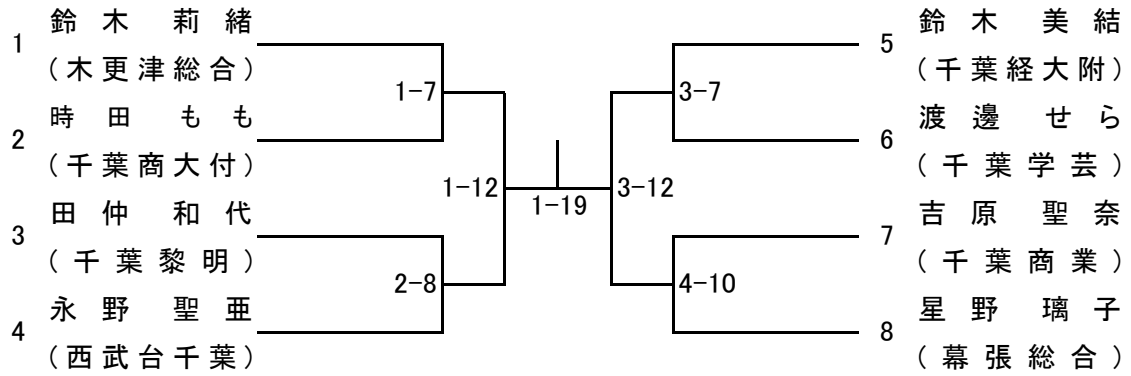 1 鈴木 莉緒
(木更津総合)
2 時田 もも
(千葉商大付)
3 田仲 和代
(千葉黎明)
4 永野 聖亜
(西武台千葉)
1-7
2-8
1-12
1-19
3-12
3-7
4-10
5 鈴木 美結
(千葉経大附)
6 渡邊 せら
(千葉学芸)
7 吉原 聖奈
(千葉商業)
8 星野 璃子
(幕張総合)